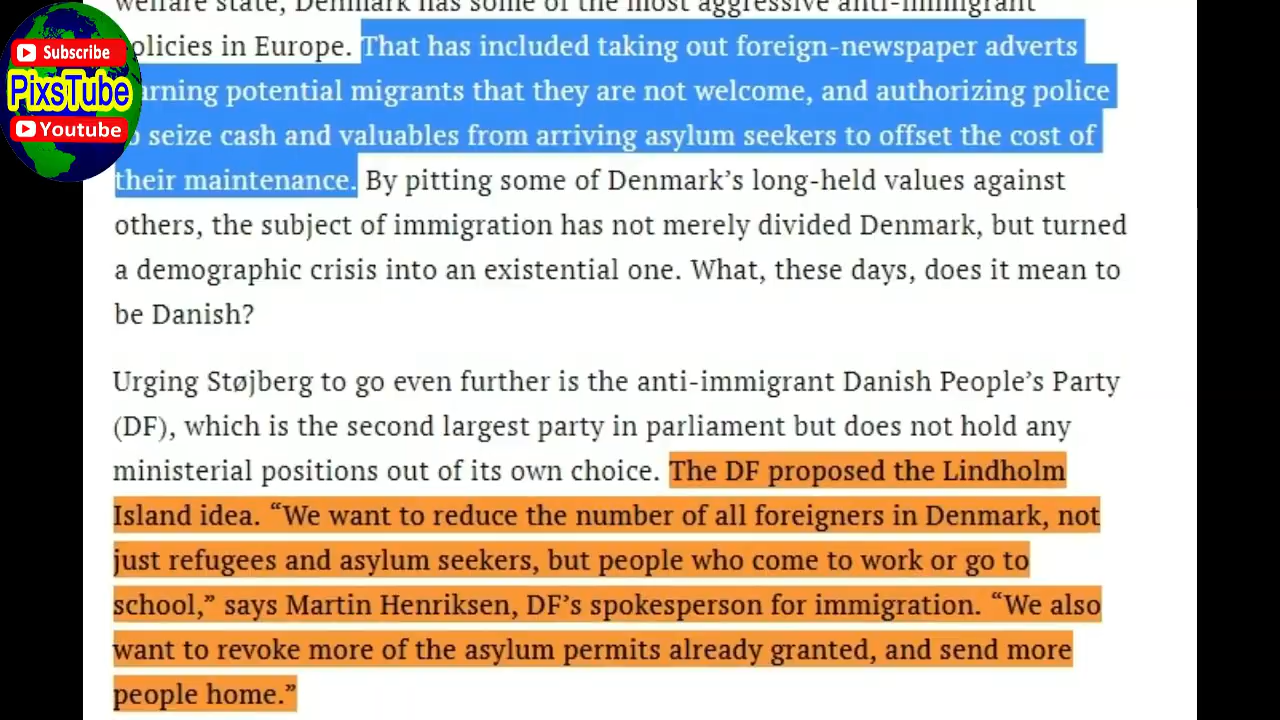 welfare state, Denmark has some of the most aggressive anti-immigrant
policies in Europe. That has included taking out foreign-newspaper adverts
warning potential migrants that they are not welcome, and authorizing police
to seize cash and valuables from arriving asylum seekers to offset the cost of
their maintenance. By pitting some of Denmark’s long-held values against
others, the subject of immigration has not merely divided Denmark, but turned
a demographic crisis into an existential one. What, these days, does it mean to
be Danish?
Urging Støjberg to go even further is the anti-immigrant Danish People’s Party
(DF), which is the second largest party in parliament but does not hold any
ministerial positions out of its own choice. The DF proposed the Lindholm
Island idea. “We want to reduce the number of all foreigners in Denmark, not
just refugees and asylum seekers, but people who come to work or go to
school,” says Martin Henriksen, DF’s spokesperson for immigration. “We also
want to revoke more of the asylum permits already granted, and send more
people home.”
Subscribe
PixsTube
Youtube